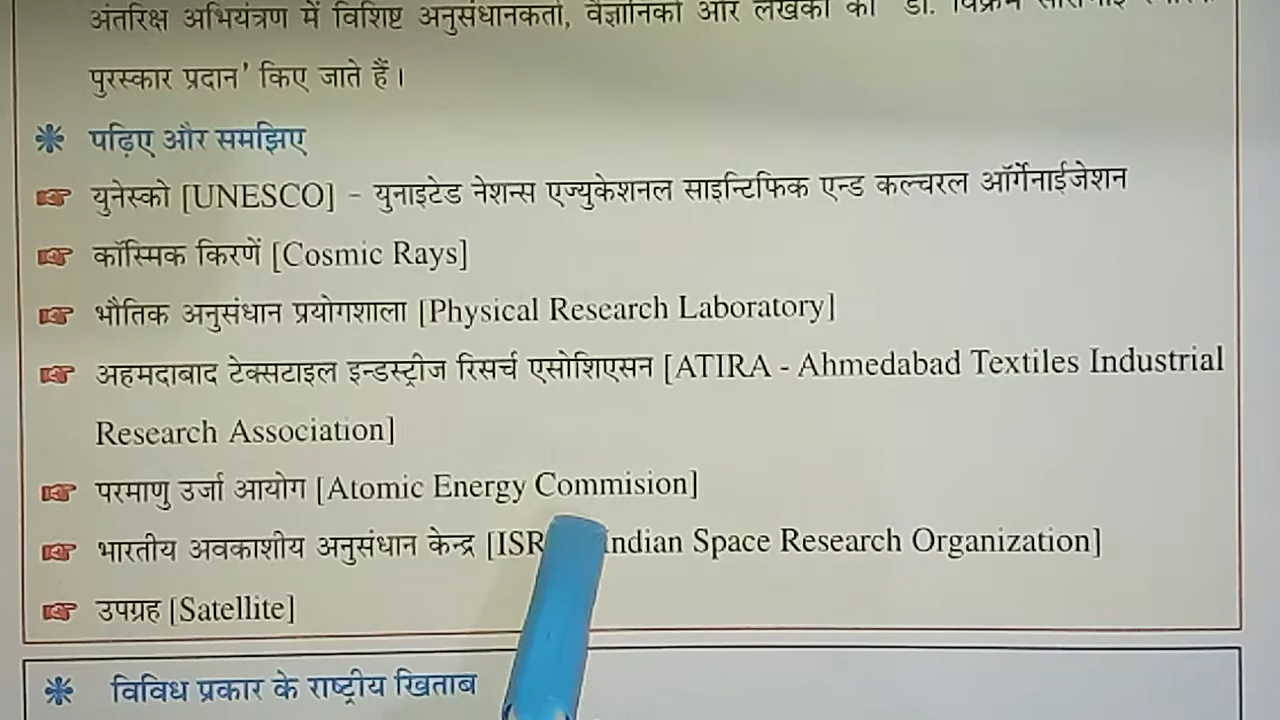 अंतरिक्ष अभियंत्रण में विशिष्ट अनुसंधानकर्ता, वैज्ञानिकों और लेखकों को डॉ. विक्रम
पुरस्कार प्रदान' किए जाते हैं।
पढ़िए और समझिए
युनेस्को [UNESCO] - युनाइटेड नेशन्स एज्युकेशनल साइन्टिफिक एन्ड कल्चरल ऑर्गेनाईजेशन
कॉस्मिक किरणें [Cosmic Rays]
भौतिक अनुसंधान प्रयोगशाला [Physical Research Laboratory]
अहमदाबाद टेक्सटाइल इन्डस्ट्रीज रिसर्च एसोशिएसन [ATIRA - Ahmedabad Textiles Industrial
Research Association]
परमाणु उर्जा आयोग [Atomic Energy Commision]
भारतीय अवकाशीय अनुसंधान केन्द्र [ISR ndian Space Research Organization]
उपग्रह [Satellite]
विविध प्रकार के राष्ट्रीय खिताब